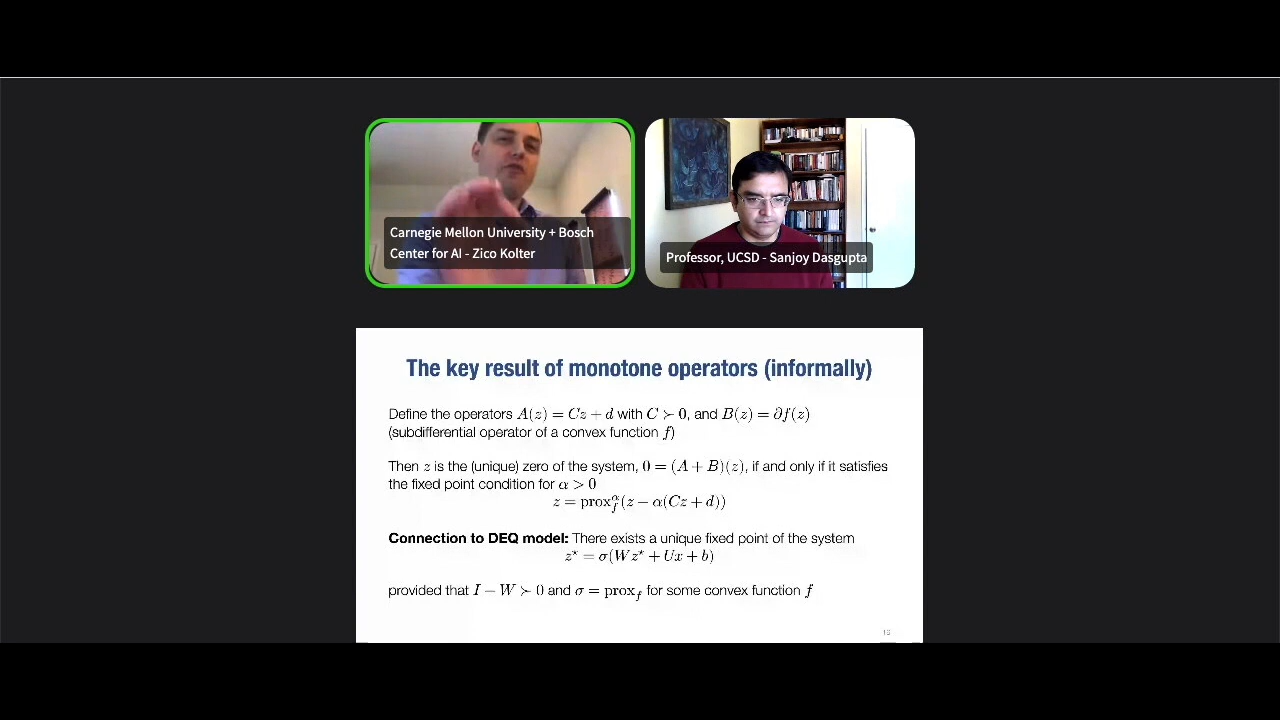 Carnegie Mellon University + Bosch
Center for AI - Zico Kolter
Professor, UCSD - Sanjoy Dasgupta
The key result of monotone operators (informally)
Define the operators A(z) = Cz + d with C ≻ 0, and B(z) = ∂f(z)
(subdifferential operator of a convex function f)
Then z is the (unique) zero of the system, 0 = (A + B)(z), if and only if it satisfies
the fixed point condition for α > 0
z = prox_f^α(z − α(Cz + d))
Connection to DEQ model: There exists a unique fixed point of the system
z* = σ(Wz* + Ux + b)
provided that I − W ≻ 0 and σ = prox_f for some convex function f